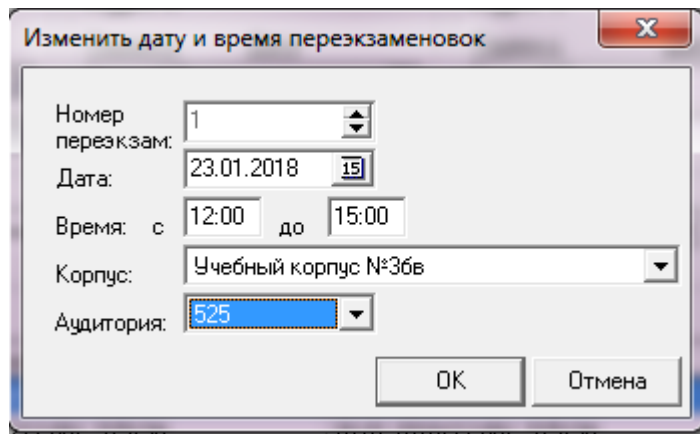 Изменить дату и время переэкзаменовок
Номер
переэкзам:
1
Дата:
23.01.2018
15
Время: с 12:00 до 15:00
Корпус: Учебный корпус №36в
Аудитория: 525
OK Отмена